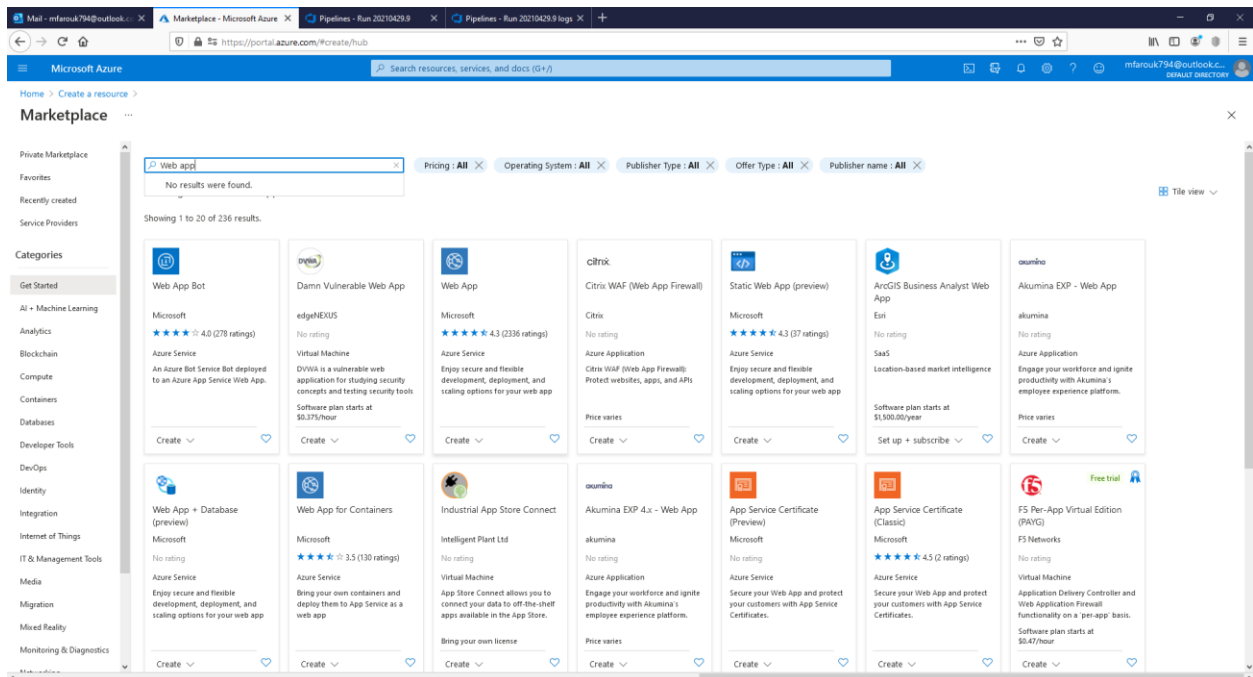 Mail - mfarouk794@outlook.c
Marketplace - Microsoft Azure
Pipelines - Run 20210429.9
Pipelines - Run 20210429.9 logs
https://portal.azure.com/#create/hub
Microsoft Azure
Search resources, services, and docs (G+/)
mfarouk794@outlook.c...
DEFAULT DIRECTORY
Home > Create a resource >
Marketplace ...
Private Marketplace
Favorites
Recently created
Service Providers
Categories
Get Started
AI + Machine Learning
Analytics
Blockchain
Compute
Containers
Databases
Developer Tools
DevOps
Identity
Integration
Internet of Things
IT & Management Tools
Media
Migration
Mixed Reality
Monitoring & Diagnostics
Web app
Pricing : All
Operating System : All
Publisher Type : All
Offer Type : All
Publisher name : All
No results were found.
Tile view
Showing 1 to 20 of 236 results.
Web App Bot
Microsoft
4.0 (278 ratings)
Azure Service
An Azure Bot Service Bot deployed
to an Azure App Service Web App.
Create
DVWA
Damn Vulnerable Web App
edgeNEXUS
No rating
Virtual Machine
DVWA is a vulnerable web
application for studying security
concepts and testing security tools
Software plan starts at
$0.375/hour
Create
Web App
Microsoft
4.3 (2336 ratings)
Azure Service
Enjoy secure and flexible
development, deployment, and
scaling options for your web app
Create
citrix
Citrix WAF (Web App Firewall)
Citrix
No rating
Azure Application
Citrix WAF (Web App Firewall):
Protect websites, apps, and APIs
Price varies
Create
Static Web App (preview)
Microsoft
4.3 (37 ratings)
Azure Service
Enjoy secure and flexible
development, deployment, and
scaling options for your web app
Create
ArcGIS Business Analyst Web
App
Esri
No rating
SaaS
Location-based market intelligence
Software plan starts at
$1,500.00/year
Set up + subscribe
akumina
Akumina EXP - Web App
akumina
No rating
Azure Application
Engage your workforce and ignite
productivity with Akumina's
employee experience platform.
Price varies
Create
Web App + Database
(preview)
Microsoft
No rating
Azure Service
Enjoy secure and flexible
development, deployment, and
scaling options for your web app
Create
Web App for Containers
Microsoft
3.5 (130 ratings)
Azure Service
Bring your own containers and
deploy them to App Service as a
web app
Create
Industrial App Store Connect
Intelligent Plant Ltd
No rating
Virtual Machine
App Store Connect allows you to
connect your data to off-the-shelf
apps available in the App Store.
Bring your own license
Create
akumina
Akumina EXP 4.x - Web App
akumina
No rating
Azure Application
Engage your workforce and ignite
productivity with Akumina's
employee experience platform.
Price varies
Create
App Service Certificate
(Preview)
Microsoft
No rating
Azure Service
Secure your Web App and protect
your customers with App Service
Certificates.
Create
App Service Certificate
(Classic)
Microsoft
4.5 (2 ratings)
Azure Service
Secure your Web App and protect
your customers with App Service
Certificates.
Create
Free trial
F5 Per-App Virtual Edition
(PAYG)
F5 Networks
No rating
Virtual Machine
Application Delivery Controller and
Web Application Firewall
functionality on a 'per-app' basis.
Software plan starts at
$0.47/hour
Create